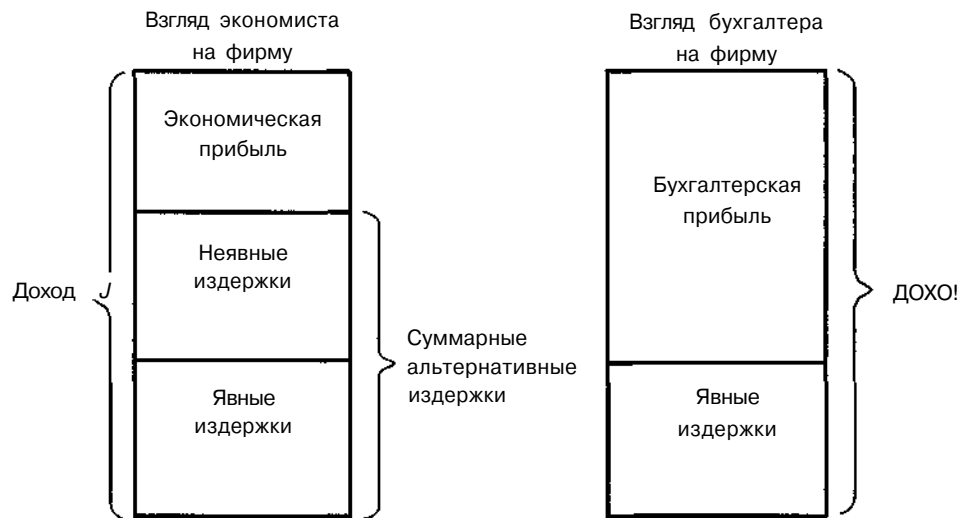 Взгляд экономиста
на фирму
Экономическая
прибыль
Неявные
издержки
Доход J
Суммарные
альтернативные
издержки
Явные
издержки
Взгляд бухгалтера
на фирму
Бухгалтерская
прибыль
ДОХО!
Явные
издержки